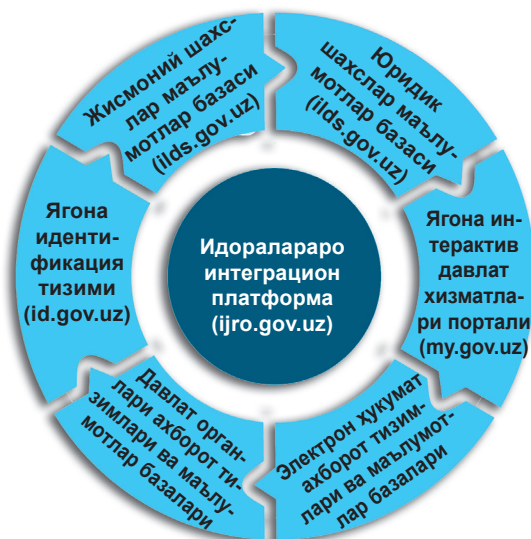 Жисмоний шахс-
лар маълу-
мотлар базаси
(ilds.gov.uz)
Юридик
шахслар маълу-
мотлар базаси
(ilds.gov.uz)
Ягона ин-
терактив
давлат
хизматла-
ри портали
(my.gov.uz)
Электрон ҳукумат
ахборот тизим-
лари ва маълумот-
лар базалари
Давлат орган-
лари ахборот ти-
зимлари ва маълу-
мотлар базалари
Ягона
иденти-
фикация
тизими
(id.gov.uz)
Идоралараро
интеграцион
платформа
(ijro.gov.uz)